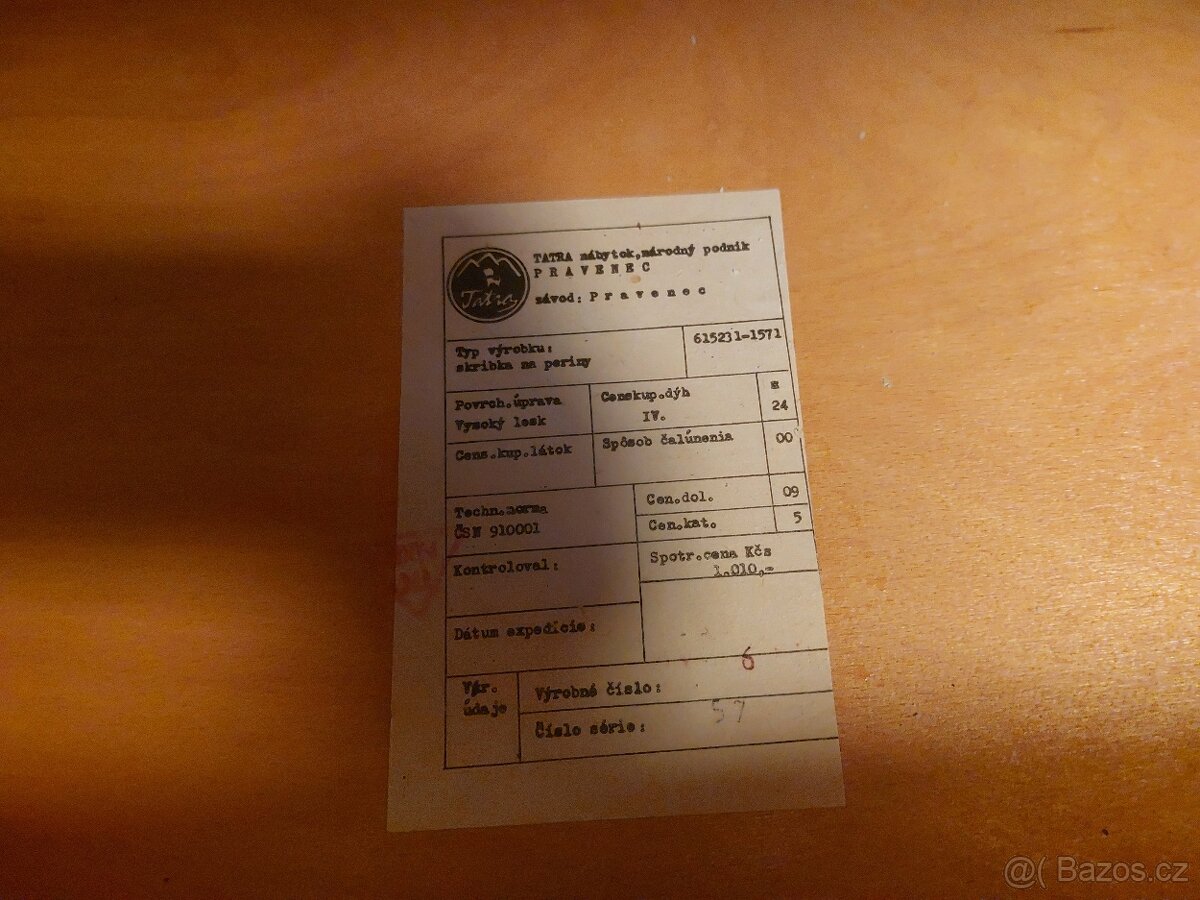 Tatra
TATRA nábytok,národný podnik
PRAVENEC
závod: Pravenec
Typ výrobku:
skribka na periny
615231-1571
Povrch.úprava
Vysoký lesk
Censkup.dýh
IV.
24
Cens.kup.látok
Spôsob čalúnenia
00
Techn.norma
ČSN 910001
Cen.dol.
09
Cen.kat.
5
Kontroloval:
Spotr.cena Kčs
1.010,-
Dátum expedície:
Výr.
údaje
Výrobné číslo:
6
Číslo série:
57
@( Bazos.cz